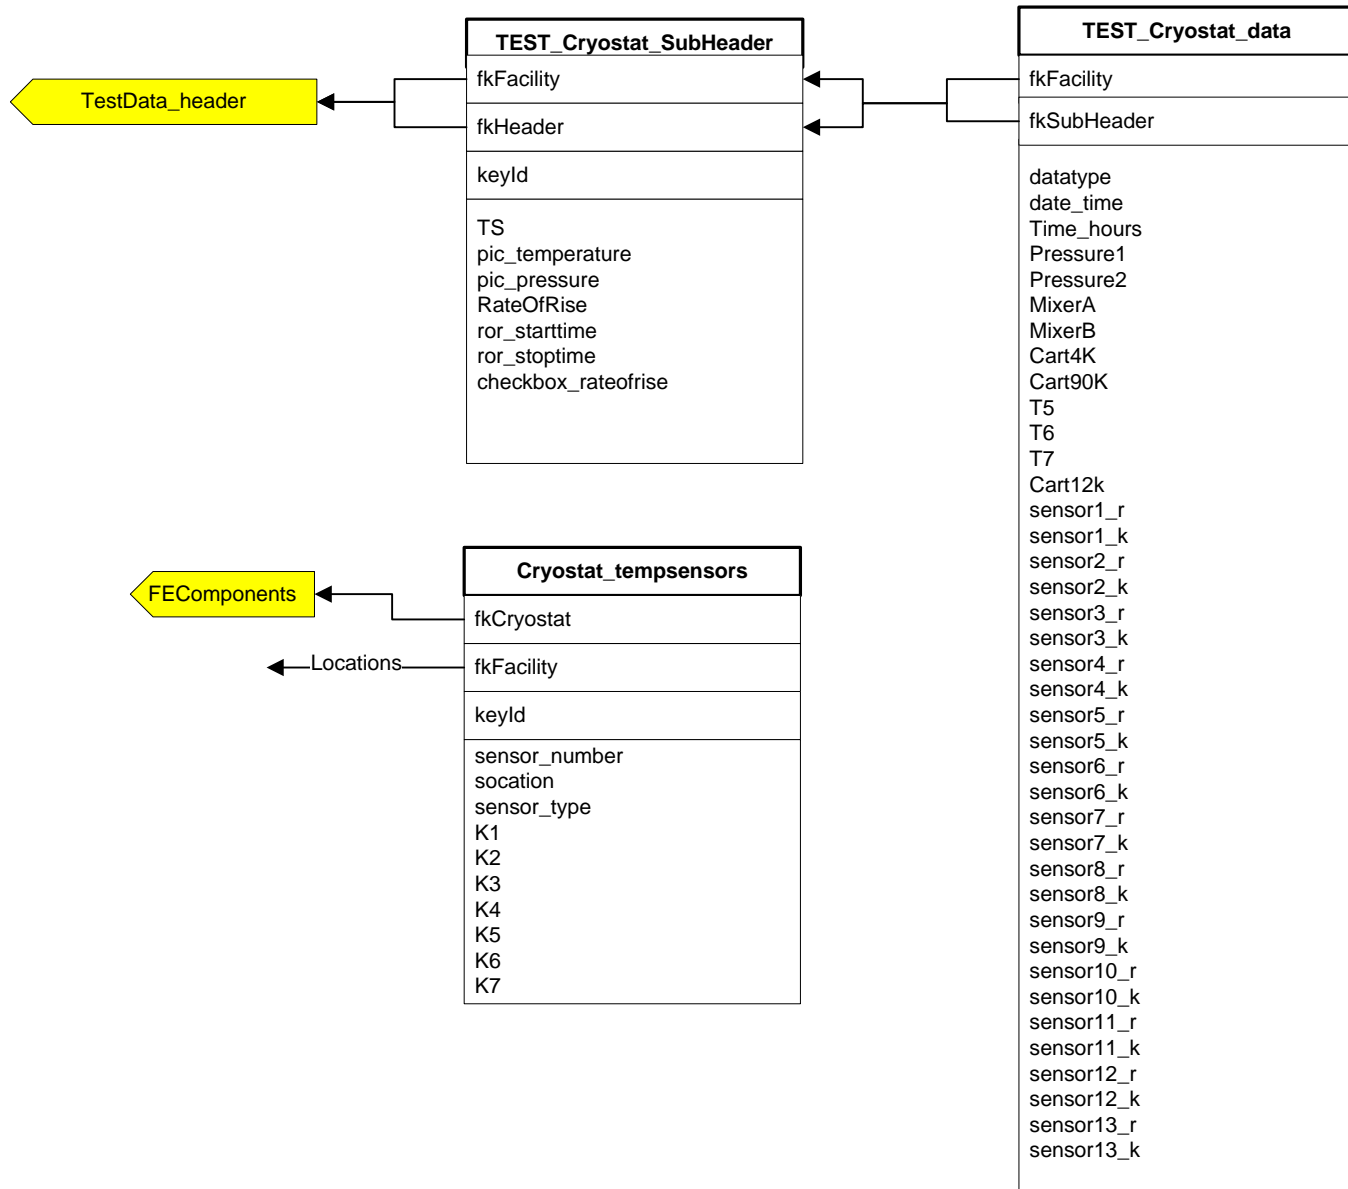 TestData_header
TEST_Cryostat_SubHeader
fkFacility
fkHeader
keyId
TS
pic_temperature
pic_pressure
RateOfRise
ror_starttime
ror_stoptime
checkbox_rateofrise
TEST_Cryostat_data
fkFacility
fkSubHeader
datatype
date_time
Time_hours
Pressure1
Pressure2
MixerA
MixerB
Cart4K
Cart90K
T5
T6
T7
Cart12k
sensor1_r
sensor1_k
sensor2_r
sensor2_k
sensor3_r
sensor3_k
sensor4_r
sensor4_k
sensor5_r
sensor5_k
sensor6_r
sensor6_k
sensor7_r
sensor7_k
sensor8_r
sensor8_k
sensor9_r
sensor9_k
sensor10_r
sensor10_k
sensor11_r
sensor11_k
sensor12_r
sensor12_k
sensor13_r
sensor13_k
FEComponents
Locations
Cryostat_tempsensors
fkCryostat
fkFacility
keyId
sensor_number
socation
sensor_type
K1
K2
K3
K4
K5
K6
K7